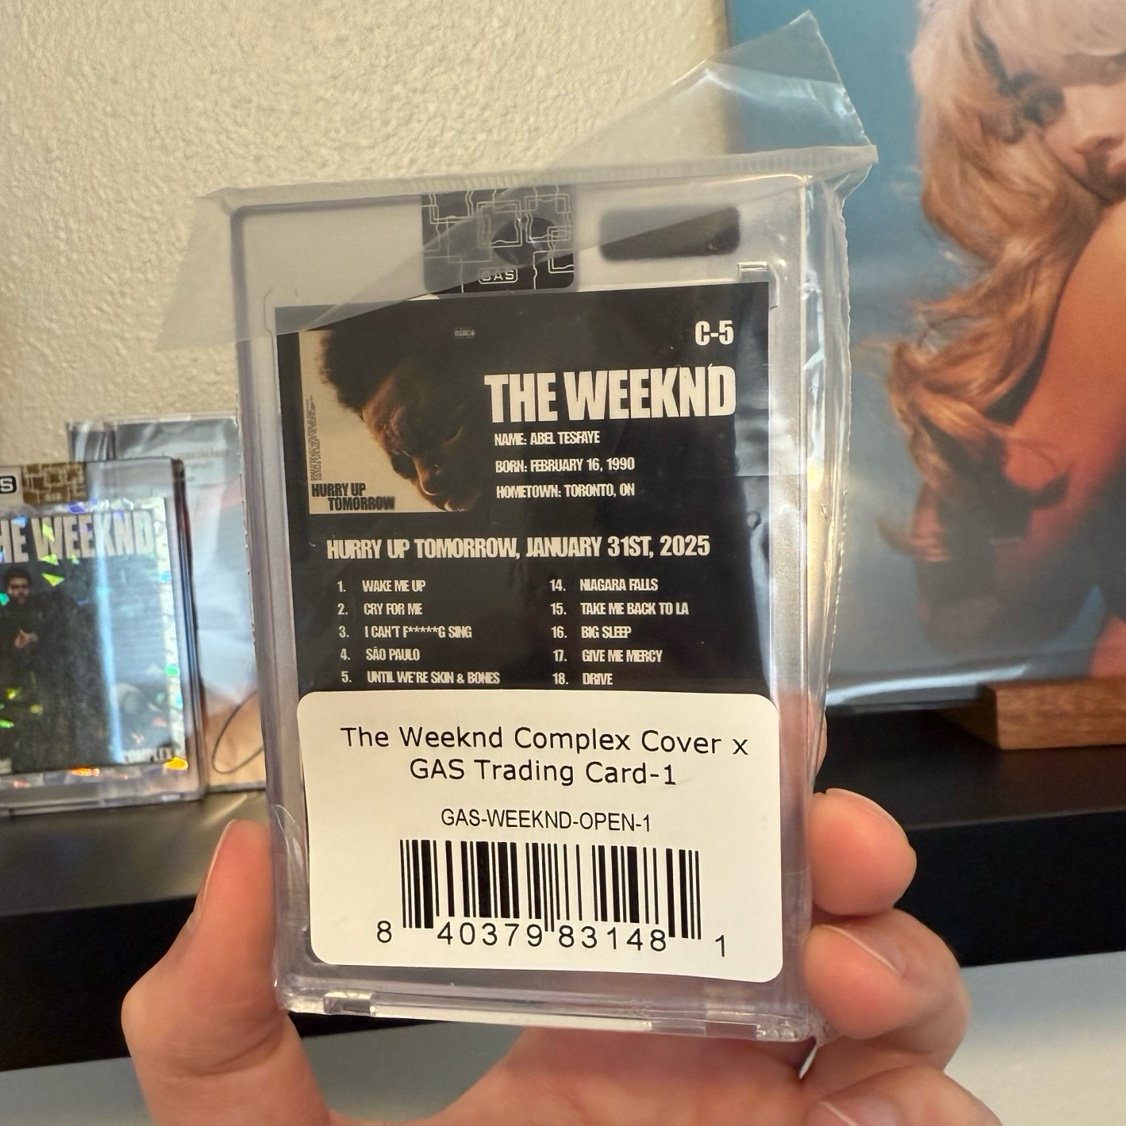 GAS
C-5
THE WEEKND
NAME: ABEL TESFAYE
BORN: FEBRUARY 16, 1990
HOMETOWN: TORONTO, ON
HURRY UP
TOMORROW
HURRY UP TOMORROW, JANUARY 31ST, 2025
1. WAKE ME UP
2. CRY FOR ME
3. I CAN'T F*****G SING
4. SÃO PAULO
5. UNTIL WE'RE SKIN & BONES
14. NIAGARA FALLS
15. TAKE ME BACK TO LA
16. BIG SLEEP
17. GIVE ME MERCY
18. DRIVE
The Weeknd Complex Cover x
GAS Trading Card-1
GAS-WEEKND-OPEN-1
8 40379 83148 1
S
HE WEEKND
COMPLEX